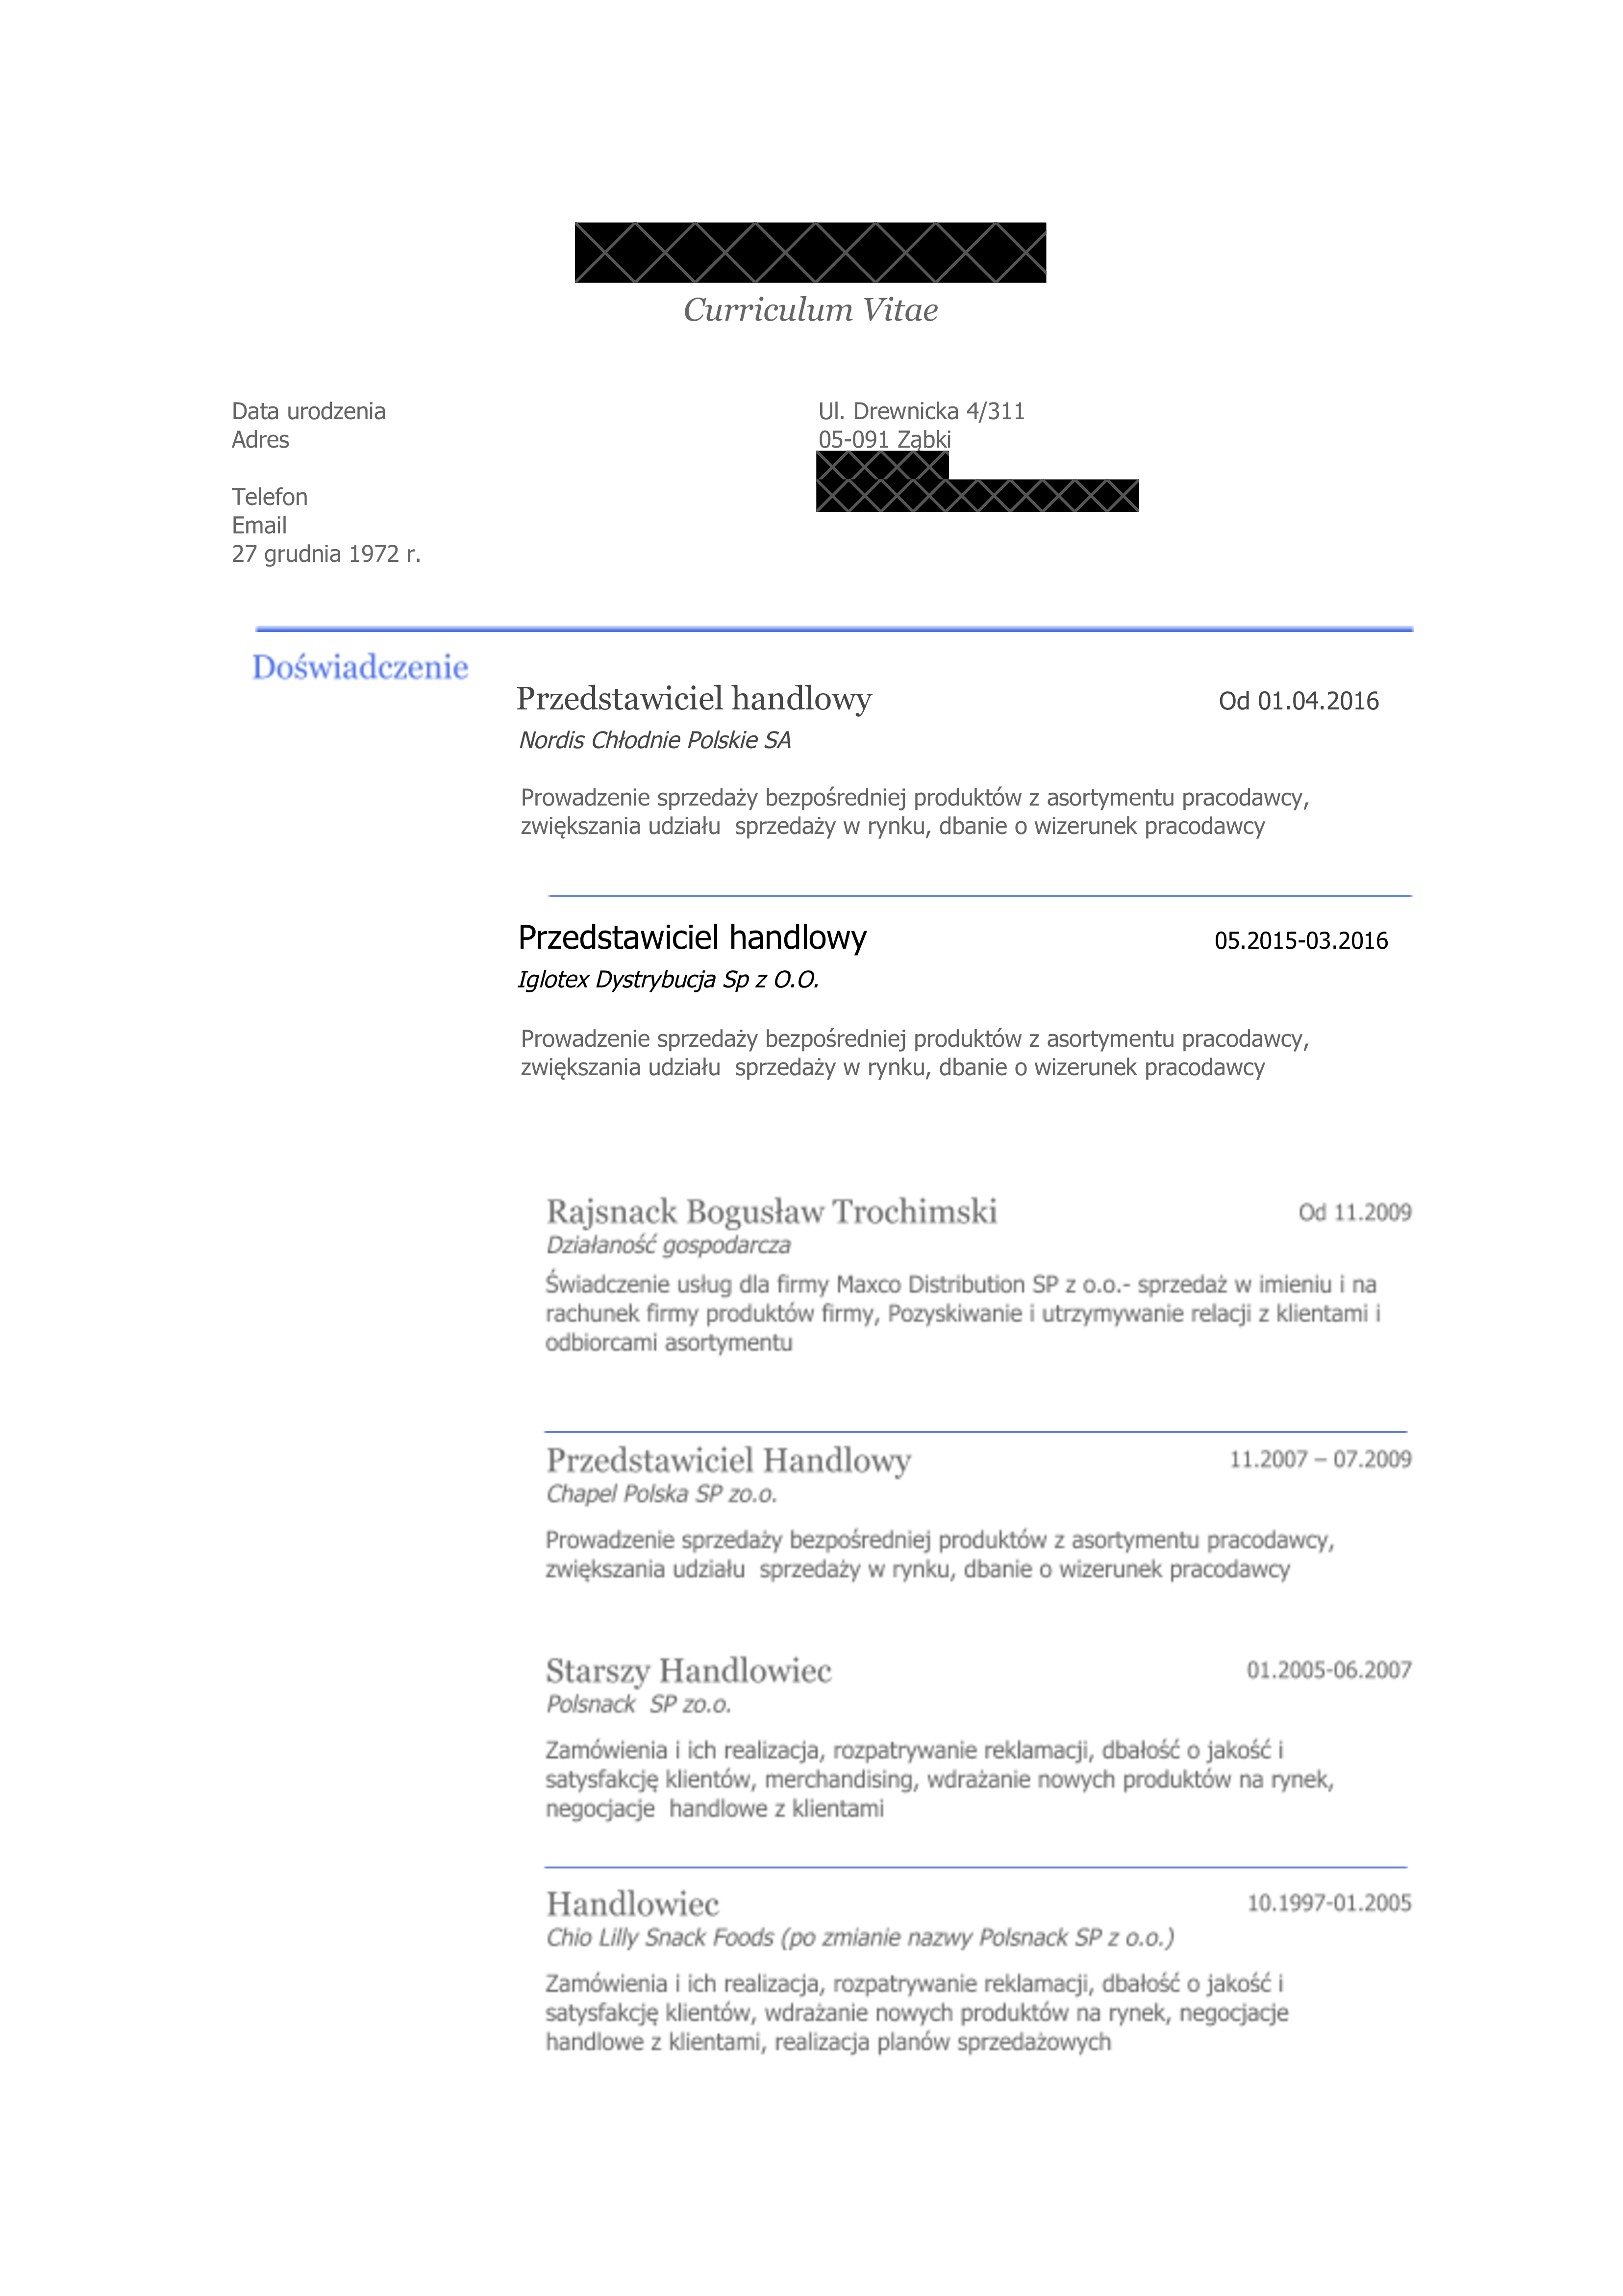 Curriculum Vitae
Data urodzenia
Adres
Telefon
Email
27 grudnia 1972 r.
Ul. Drewnicka 4/311
05-091 Ząbki
Doświadczenie
Przedstawiciel handlowy Od 01.04.2016
Nordis Chłodnie Polskie SA
Prowadzenie sprzedaży bezpośredniej produktów z asortymentu pracodawcy,
zwiększania udziału  sprzedaży w rynku, dbanie o wizerunek pracodawcy
Przedstawiciel handlowy 05.2015-03.2016
Iglotex Dystrybucja Sp z O.O.
Prowadzenie sprzedaży bezpośredniej produktów z asortymentu pracodawcy,
zwiększania udziału  sprzedaży w rynku, dbanie o wizerunek pracodawcy
Rajsnack Bogusław Trochimski Od 11.2009
Działaność gospodarcza
Świadczenie usług dla firmy Maxco Distribution SP z o.o.- sprzedaż w imieniu i na
rachunek firmy produktów firmy, Pozyskiwanie i utrzymywanie relacji z klientami i
odbiorcami asortymentu
Przedstawiciel Handlowy 11.2007 – 07.2009
Chapel Polska SP zo.o.
Prowadzenie sprzedaży bezpośredniej produktów z asortymentu pracodawcy,
zwiększania udziału  sprzedaży w rynku, dbanie o wizerunek pracodawcy
Starszy Handlowiec 01.2005-06.2007
Polsnack  SP zo.o.
Zamówienia i ich realizacja, rozpatrywanie reklamacji, dbałość o jakość i
satysfakcję klientów, merchandising, wdrażanie nowych produktów na rynek,
negocjacje  handlowe z klientami
Handlowiec 10.1997-01.2005
Chio Lilly Snack Foods (po zmianie nazwy Polsnack SP z o.o.)
Zamówienia i ich realizacja, rozpatrywanie reklamacji, dbałość o jakość i
satysfakcję klientów, wdrażanie nowych produktów na rynek, negocjacje
handlowe z klientami, realizacja planów sprzedażowych